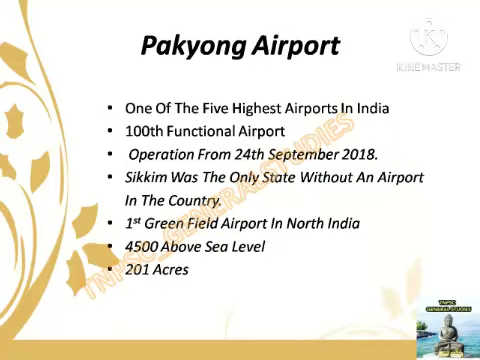 Pakyong Airport
KINEMASTER
• One Of The Five Highest Airports In India
• 100th Functional Airport
• Operation From 24th September 2018.
• Sikkim Was The Only State Without An Airport
In The Country.
• 1st Green Field Airport In North India
• 4500 Above Sea Level
• 201 Acres
TNPSC_GENERALSTUDIES
TNPSC
GENERAL STUDIES